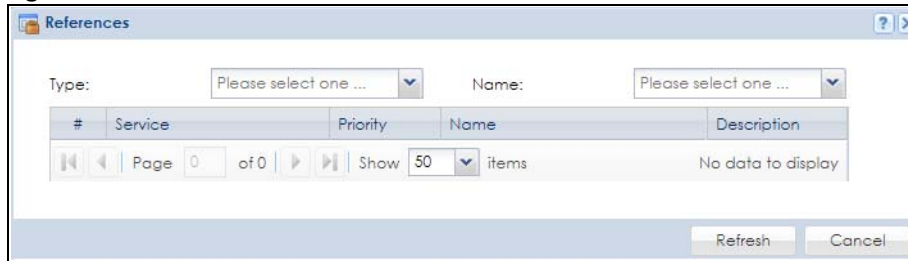 References
?
Type: Please select one ... Name: Please select one ...
# Service Priority Name Description
Page 0 of 0 Show 50 items No data to display
Refresh Cancel